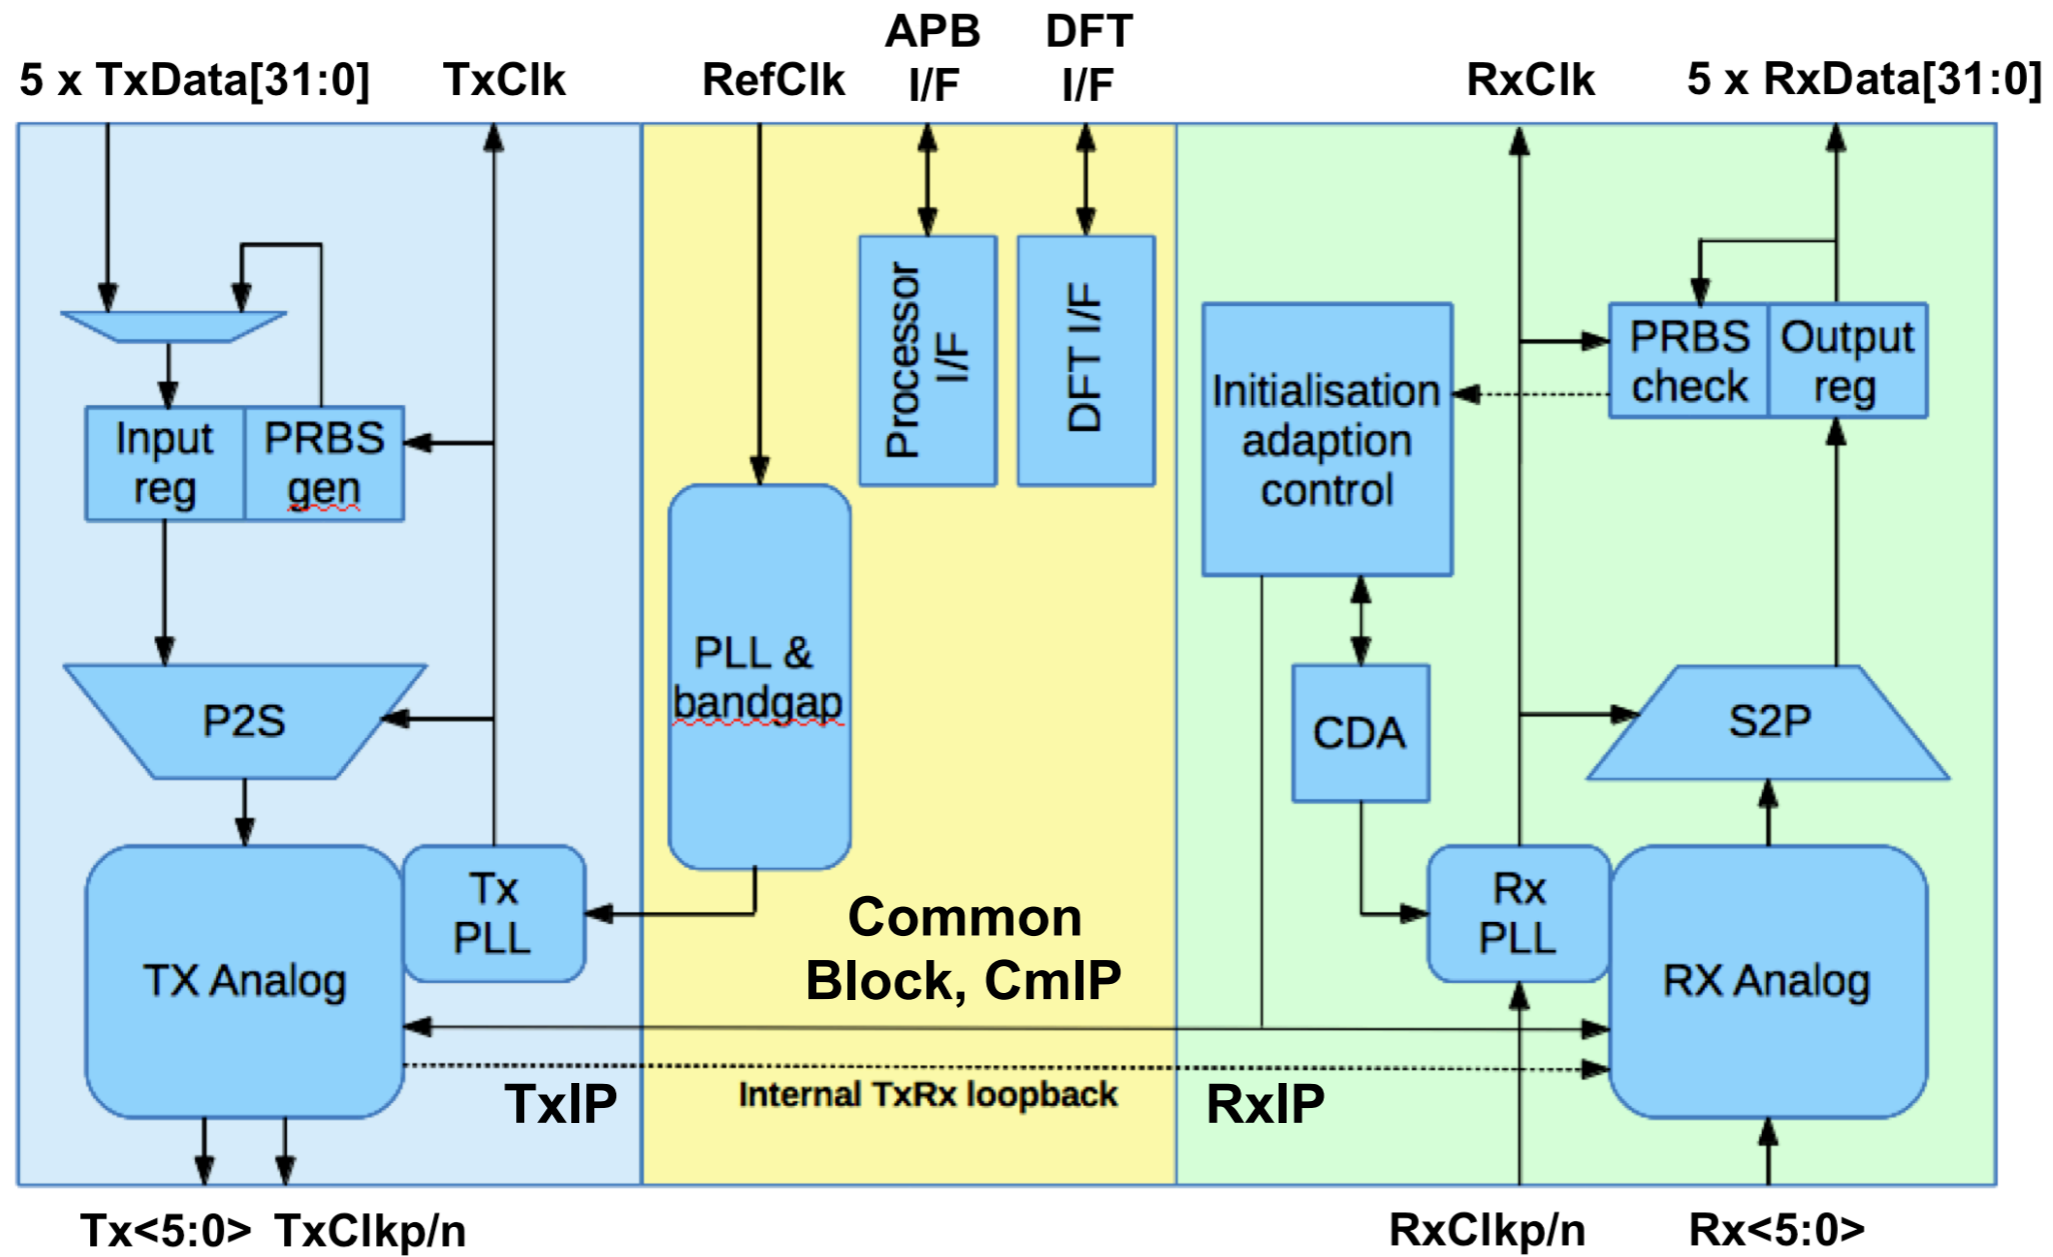 APB
DFT
5 x TxData[31:0]
TxClk
RefClk
I/F
I/F
RxClk
5 x RxData[31:0]
Processor
I/F
DFT I/F
Initialisation
adaption
control
PRBS
check
Output
reg
Input
reg
PRBS
gen
PLL &
bandgap
P2S
CDA
S2P
Tx
PLL
Rx
PLL
Common
Block, CmIP
TX Analog
RX Analog
TxIP
Internal TxRx loopback
RxIP
Tx<5:0>
TxClkp/n
RxClkp/n
Rx<5:0>